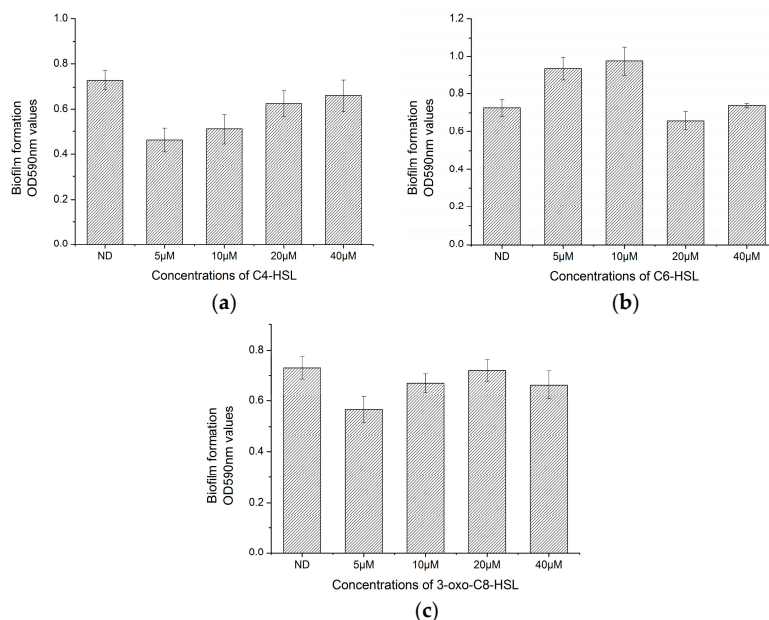 1.0
0.8
0.6
0.4
0.2
0.0
Biofilm formation
OD590nm values
ND 5μM 10μM 20μM 40μM
Concentrations of C4-HSL
(a)
1.2
1.0
0.8
0.6
0.4
0.2
0.0
Biofilm formation
OD590nm values
ND 5μM 10μM 20μM 40μM
Concentrations of C6-HSL
(b)
0.8
0.6
0.4
0.2
0.0
Biofilm formation
OD590nm values
ND 5μM 10μM 20μM 40μM
Concentrations of 3-oxo-C8-HSL
(c)